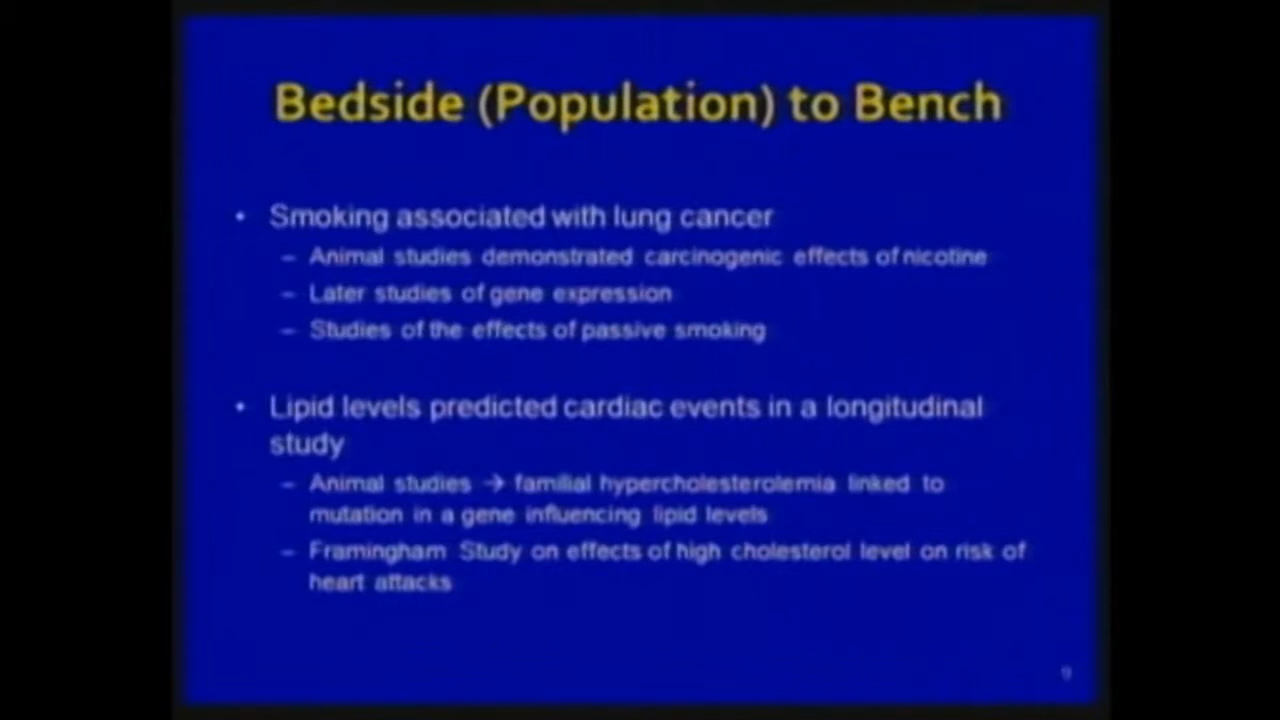 Bedside (Population) to Bench
• Smoking associated with lung cancer
– Animal studies demonstrated carcinogenic effects of nicotine
– Later studies of gene expression
– Studies of the effects of passive smoking
• Lipid levels predicted cardiac events in a longitudinal
study
– Animal studies → familial hypercholesterolemia linked to
mutation in a gene influencing lipid levels
– Framingham Study on effects of high cholesterol level on risk of
heart attacks
9